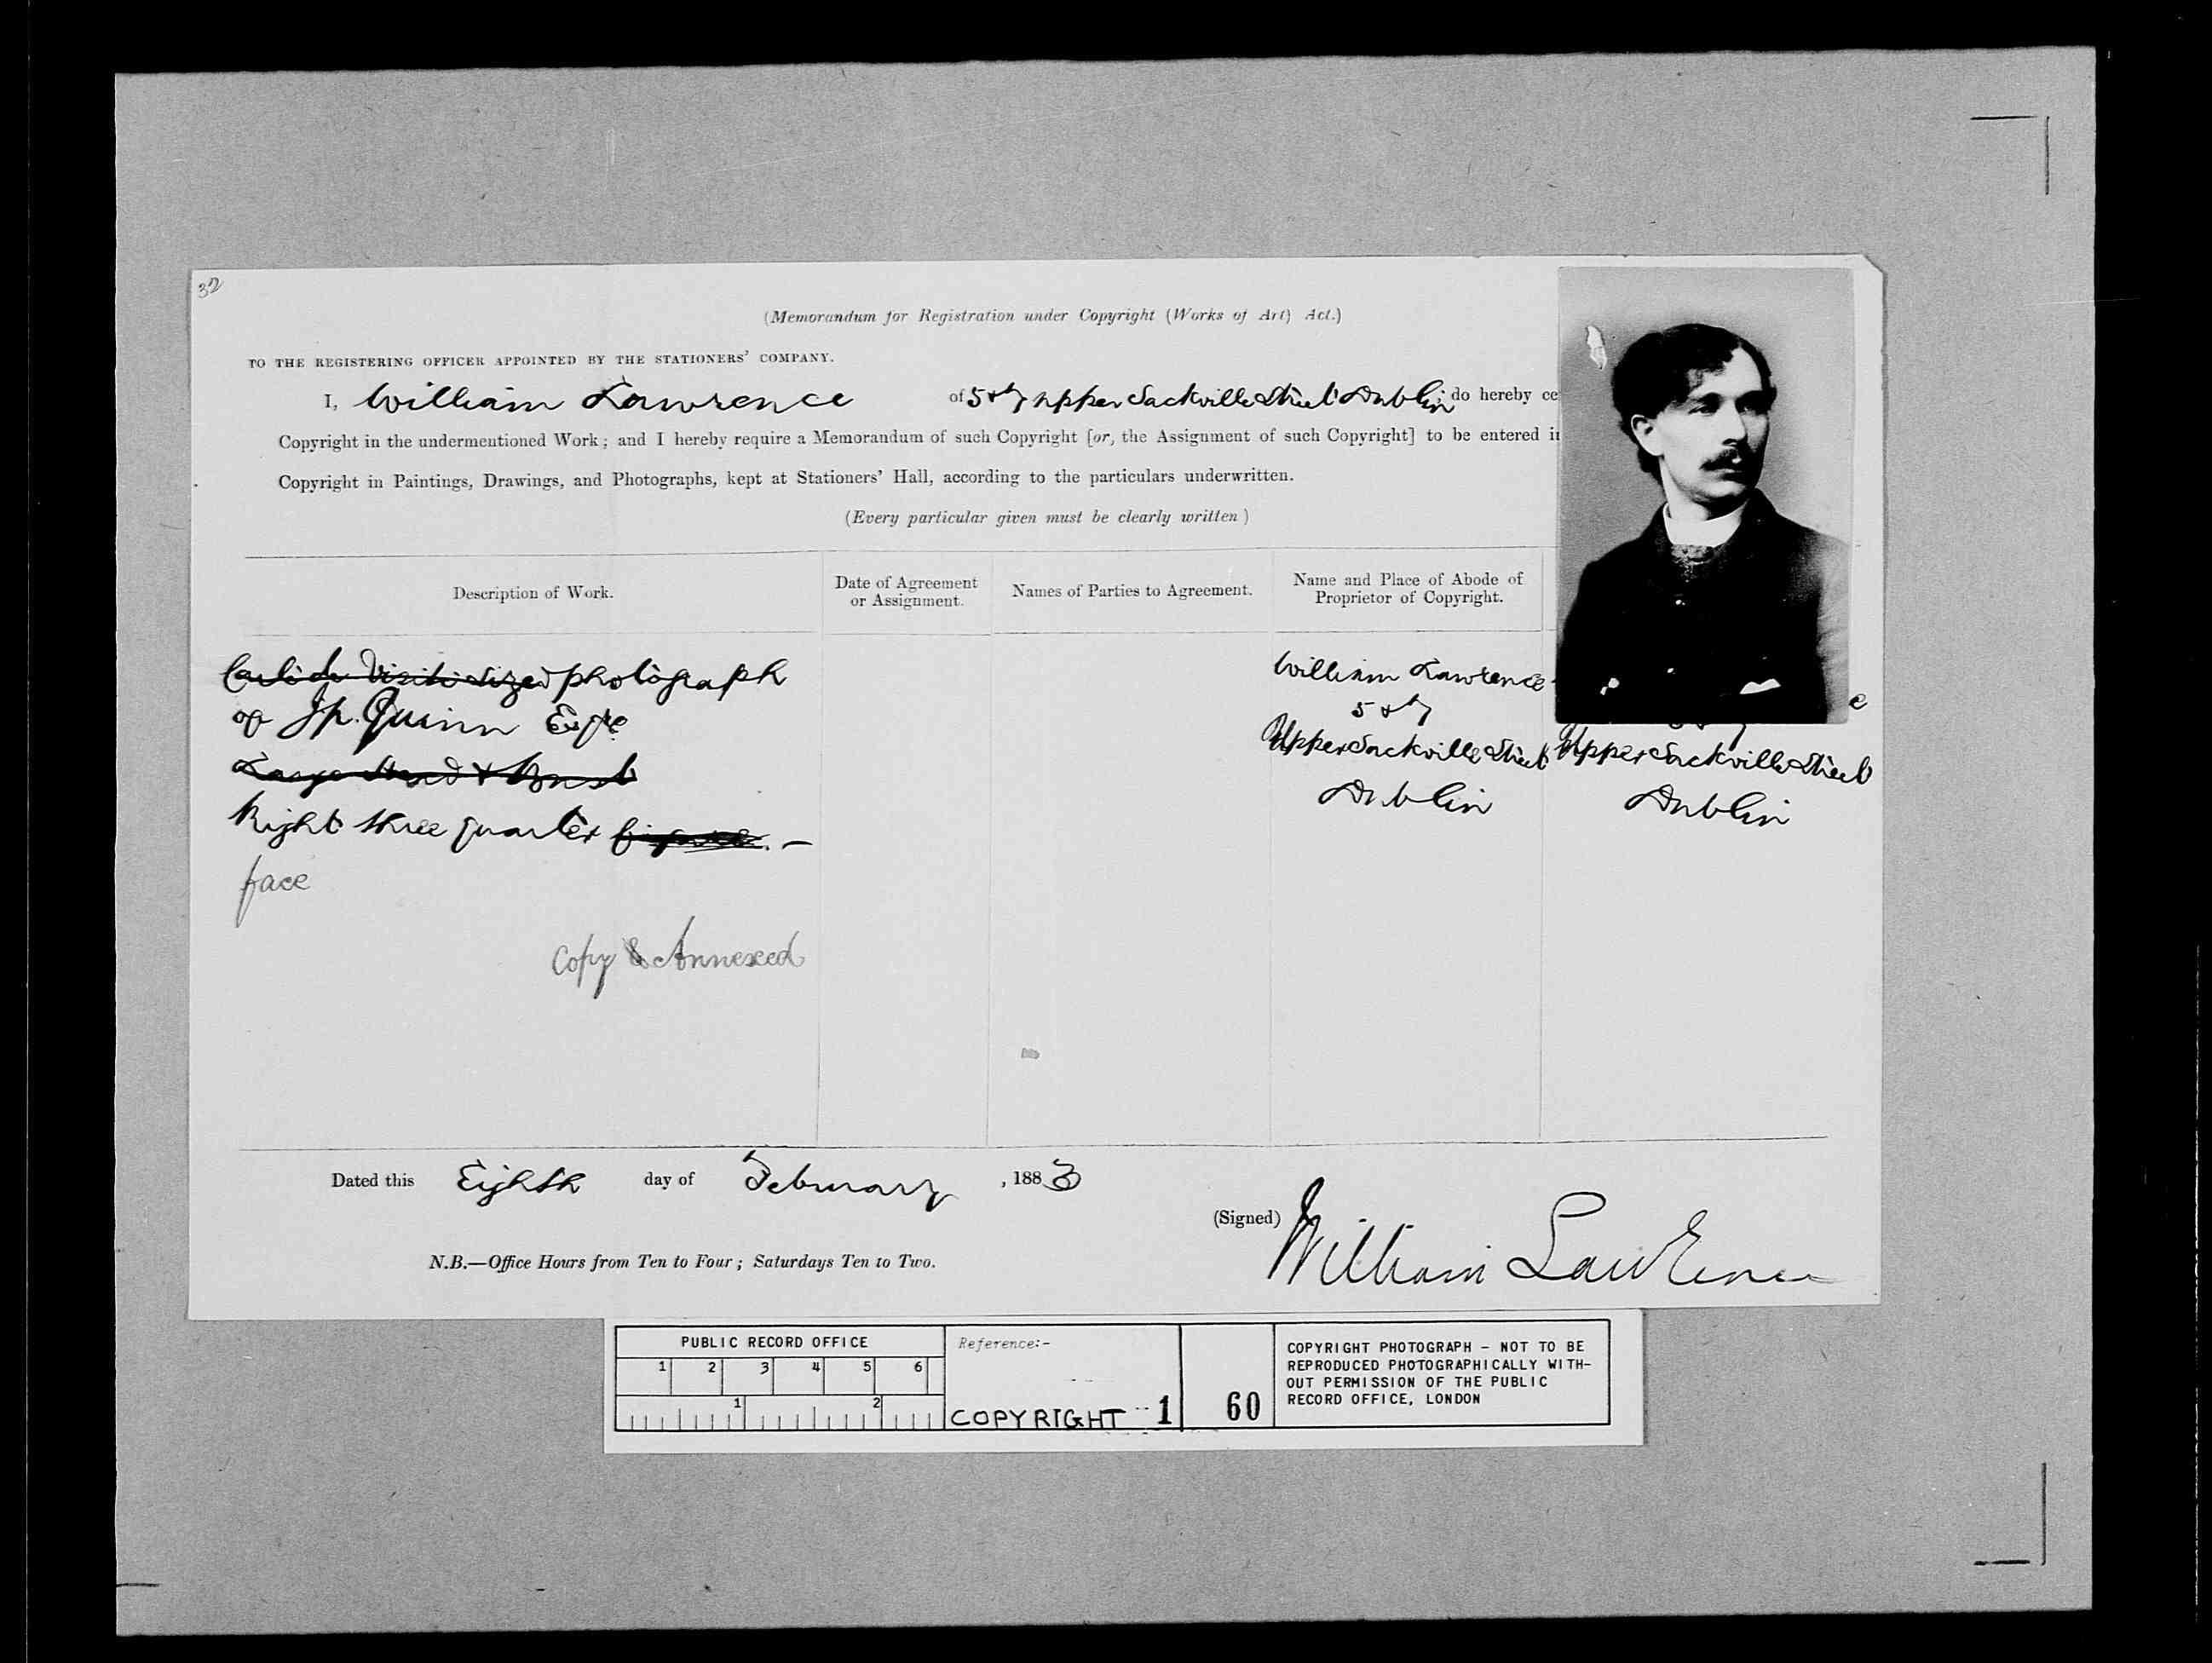 32
(Memorandum for Registration under Copyright (Works of Art) Act.)
TO THE REGISTERING OFFICER APPOINTED BY THE STATIONERS' COMPANY.
I, William Lawrence of 5 & 7 Upper Sackville Street Dublin do hereby ce
Copyright in the undermentioned Work; and I hereby require a Memorandum of such Copyright [or, the Assignment of such Copyright] to be entered in
Copyright in Paintings, Drawings, and Photographs, kept at Stationers' Hall, according to the particulars underwritten.
(Every particular given must be clearly written)
Description of Work.
Date of Agreement
or Assignment.
Names of Parties to Agreement.
Name and Place of Abode of
Proprietor of Copyright.
Carte de Visite Sized photograph
of J.P. Quinn Esqre
Large Head & Bust
Right three quarter figure. -
face
Copy Annexed
William Lawrence
5 & 7
Upper Sackville Street
Dublin
e
Upper Sackville Street
Dublin
Dated this Eighth day of February, 1883
(Signed) William Lawrence
N.B.—Office Hours from Ten to Four; Saturdays Ten to Two.
PUBLIC RECORD OFFICE
1 2 3 4 5 6
1 2
Reference:-
COPYRIGHT 1
60
COPYRIGHT PHOTOGRAPH - NOT TO BE
REPRODUCED PHOTOGRAPHICALLY WITH-
OUT PERMISSION OF THE PUBLIC
RECORD OFFICE, LONDON